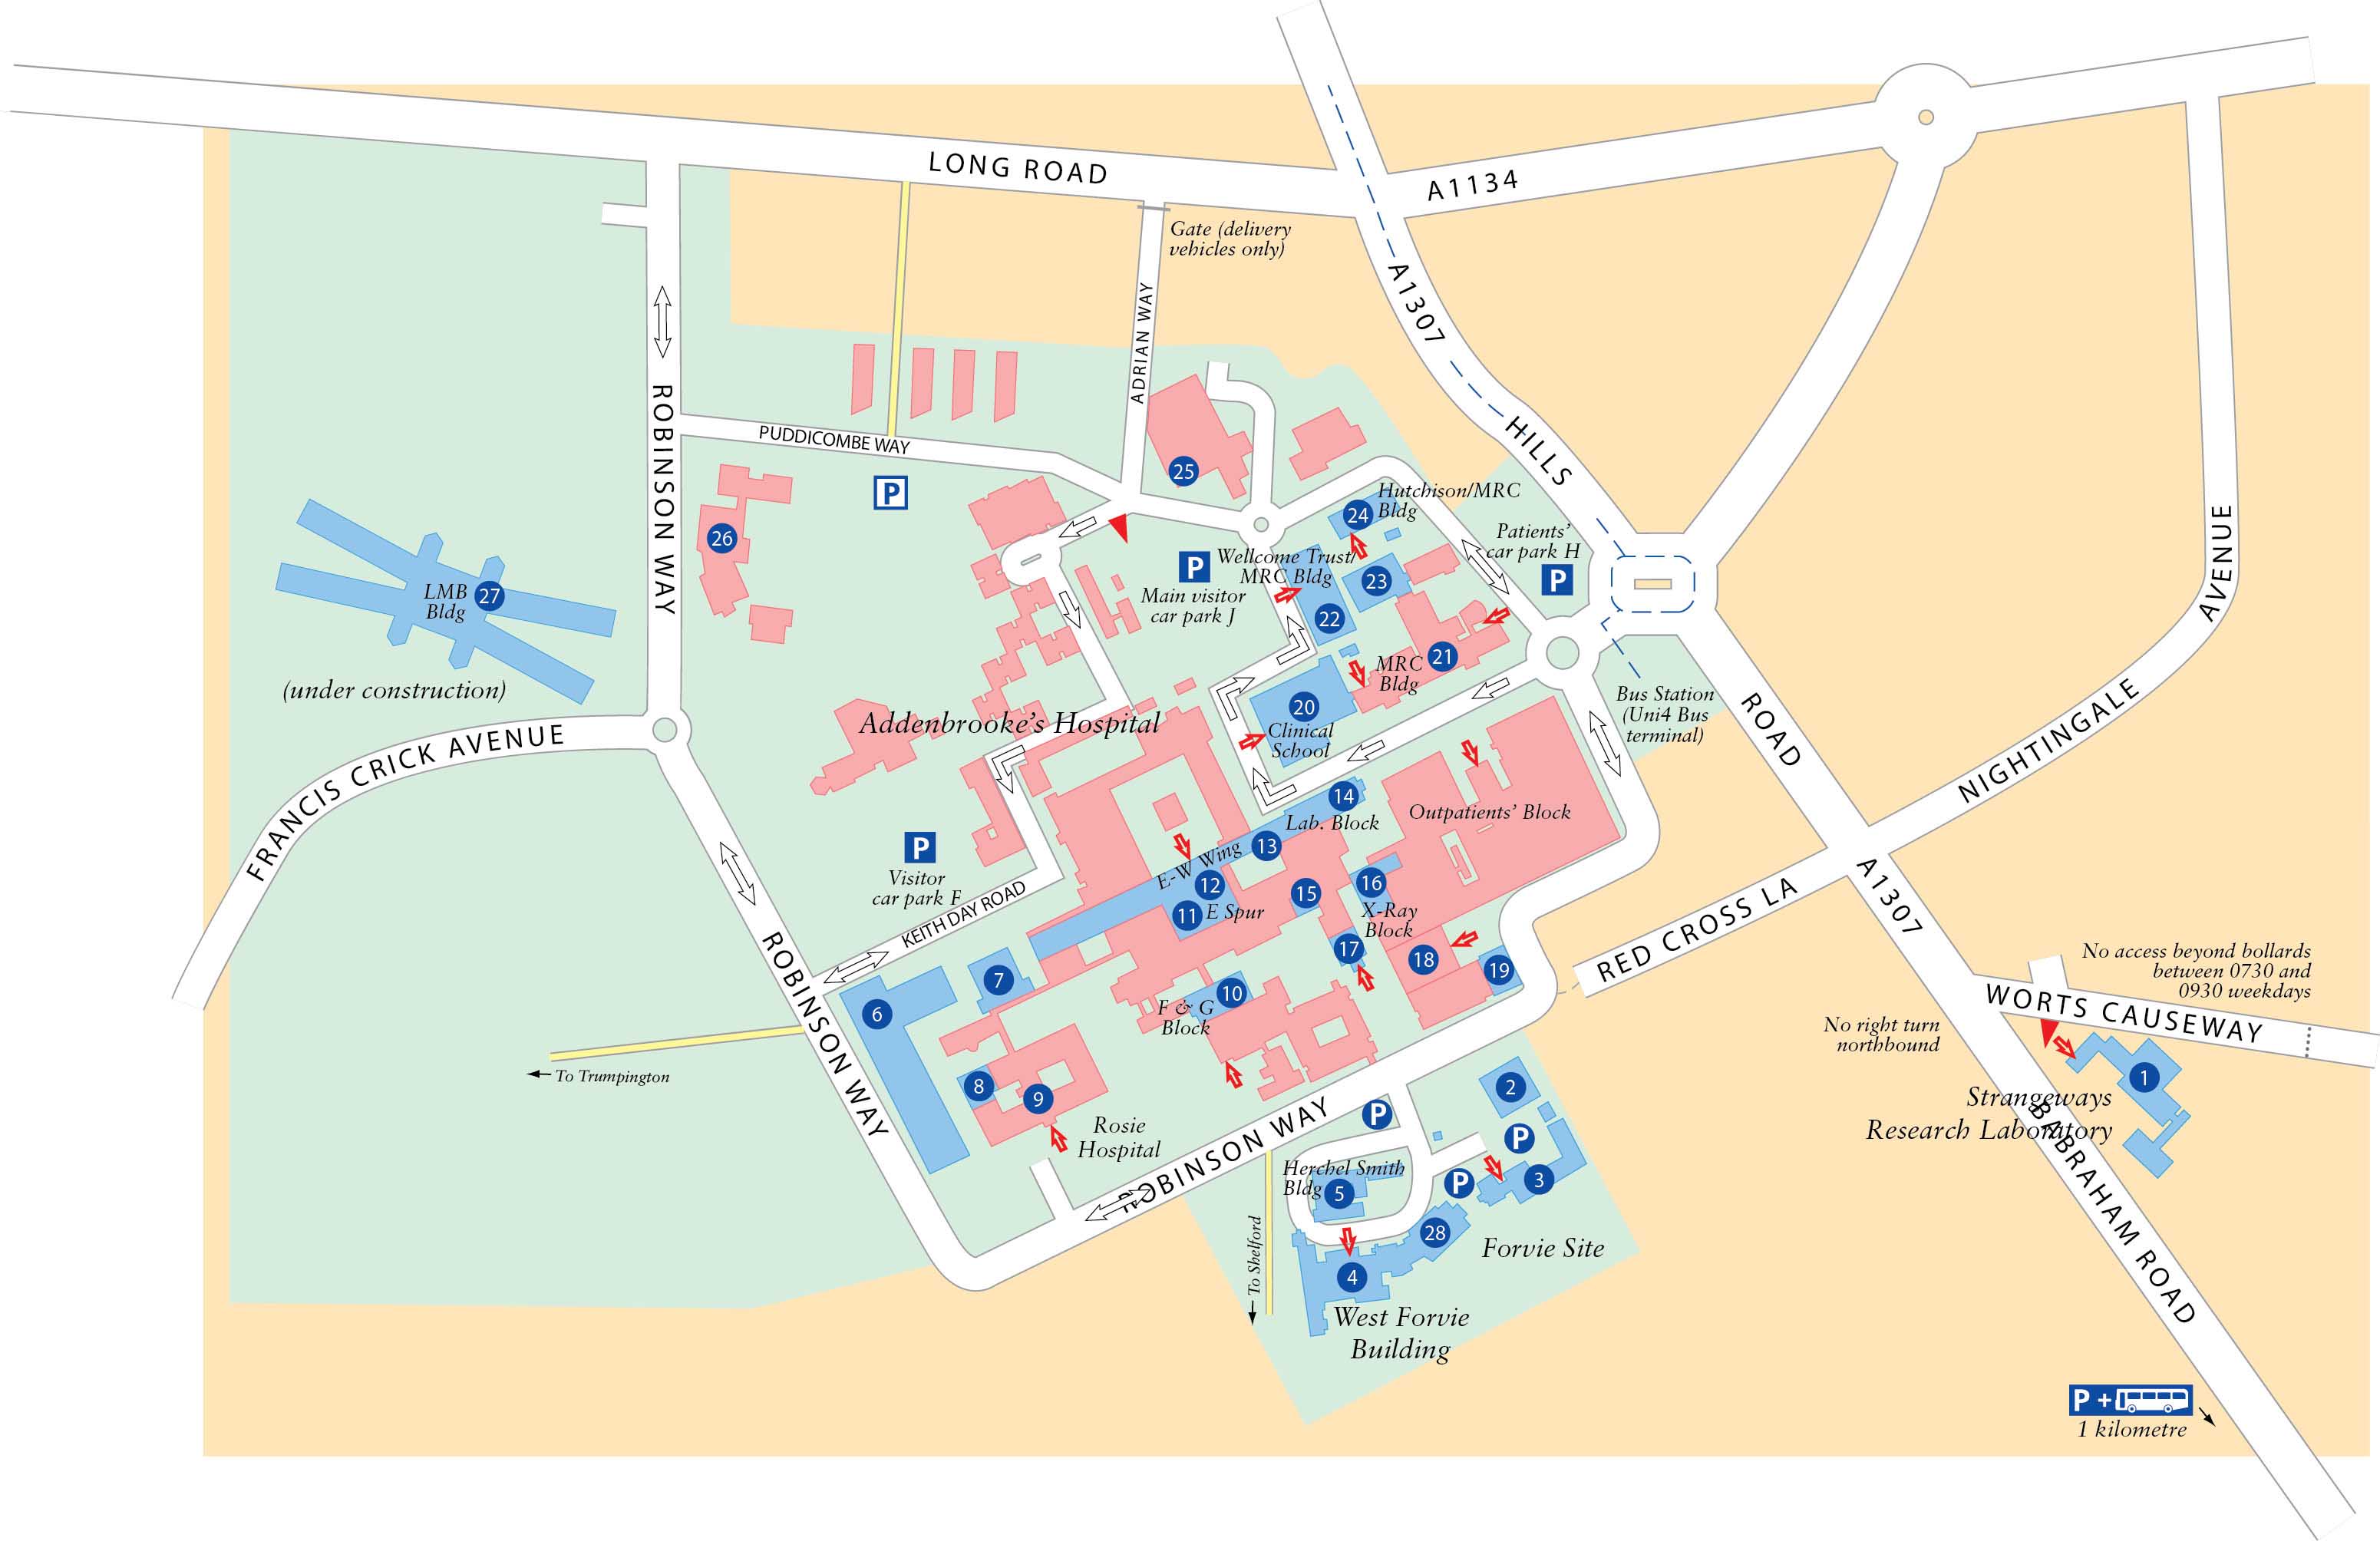 LONG ROAD
A1134
Gate (delivery
vehicles only)
A1307
ADRIAN WAY
ROBINSON WAY
PUDDICOMBE WAY
HILLS
P
25
26
Hutchison/MRC
Bldg
24
Patients'
car park H
P
AVENUE
Wellcome Trust/
MRC Bldg
P
Main visitor
car park J
23
22
LMB
Bldg
27
(under construction)
21
MRC
Bldg
20
Clinical
School
Bus Station
(Uni4 Bus
terminal)
ROAD
NIGHTINGALE
Addenbrooke's Hospital
FRANCIS CRICK AVENUE
14
Lab. Block
Outpatients' Block
13
E-W Wing
12
11
E Spur
15
16
X-Ray
Block
P
Visitor
car park F
KEITH DAY ROAD
A1307
RED CROSS LA
17
18
19
No access beyond bollards
between 0730 and
0930 weekdays
WORTS CAUSEWAY
No right turn
northbound
ROBINSON WAY
7
6
10
F & G
Block
To Trumpington
8
9
Rosie
Hospital
ROBINSON WAY
P
2
P
1
Strangeways
Research Laboratory
BABRAHAM ROAD
Herchel Smith
Bldg
5
P
3
28
Forvie Site
To Shelford
4
West Forvie
Building
P +
1 kilometre